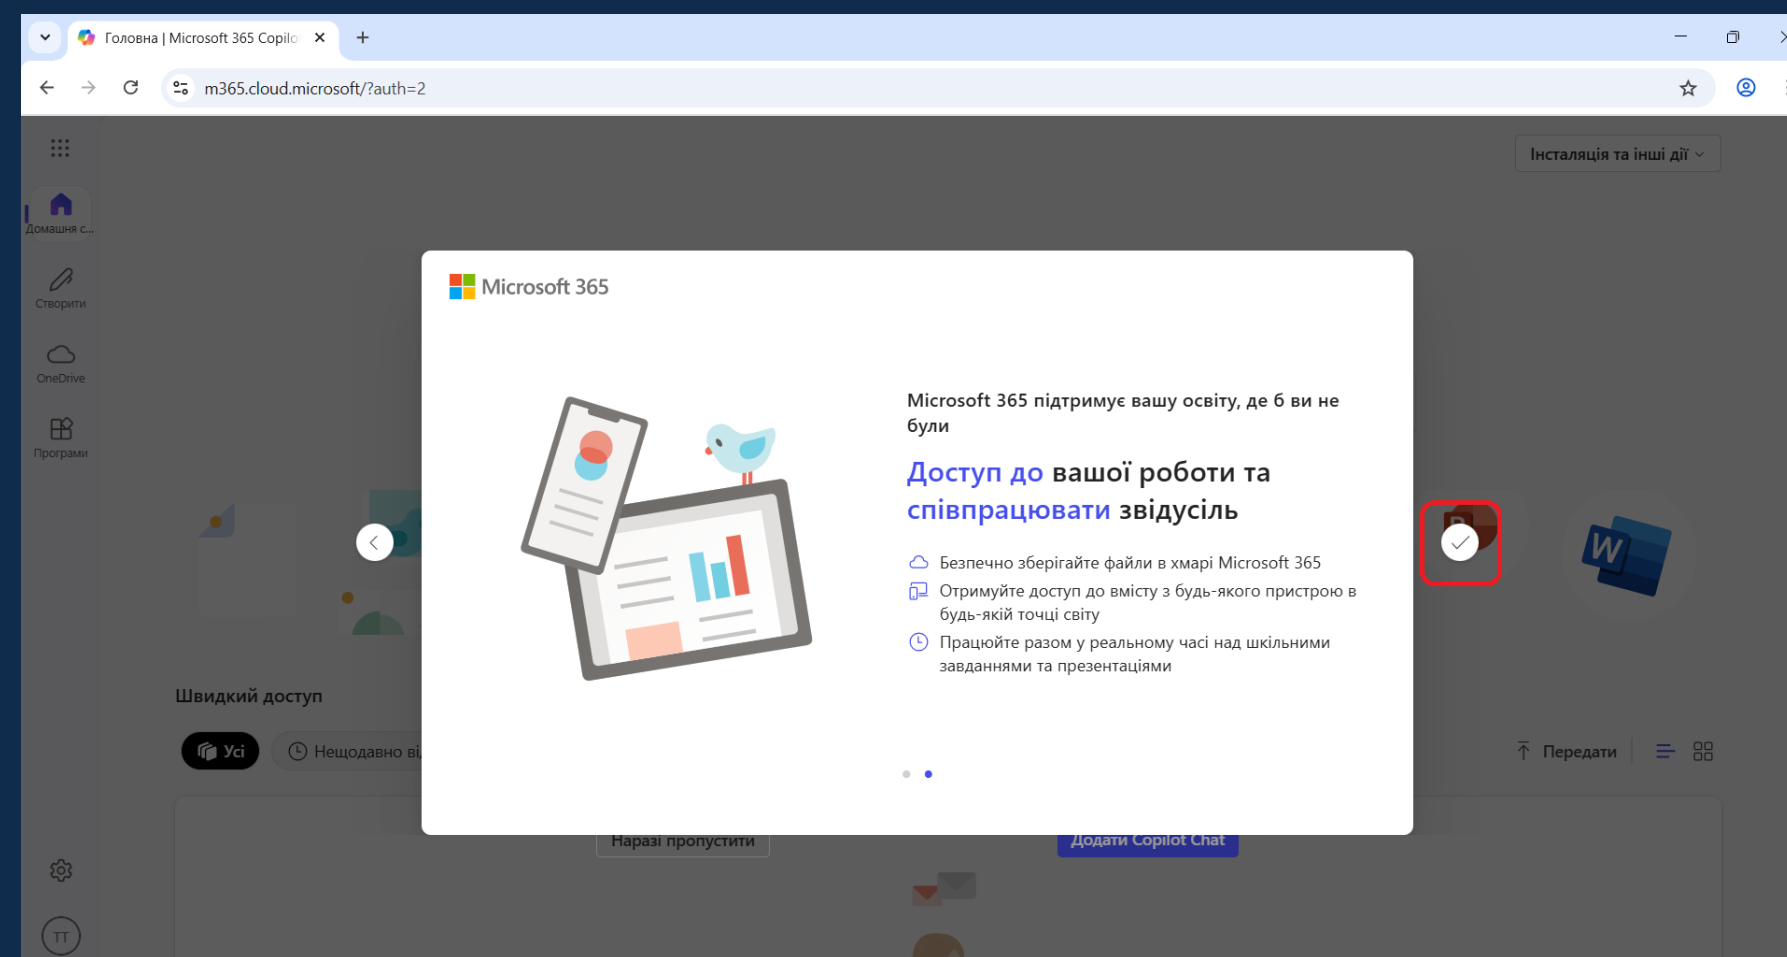 Головна | Microsoft 365 Copilo
m365.cloud.microsoft/?auth=2
Інсталяція та інші дії
Домашня с...
Створити
OneDrive
Програми
Microsoft 365
Microsoft 365 підтримує вашу освіту, де б ви не
були
Доступ до вашої роботи та
співпрацювати звідусіль
Безпечно зберігайте файли в хмарі Microsoft 365
Отримуйте доступ до вмісту з будь-якого пристрою в
будь-якій точці світу
Працюйте разом у реальному часі над шкільними
завданнями та презентаціями
W
Швидкий доступ
Усі
Нещодавно ві
Передати
Наразі пропустити
Додати Copilot Chat
ТТ